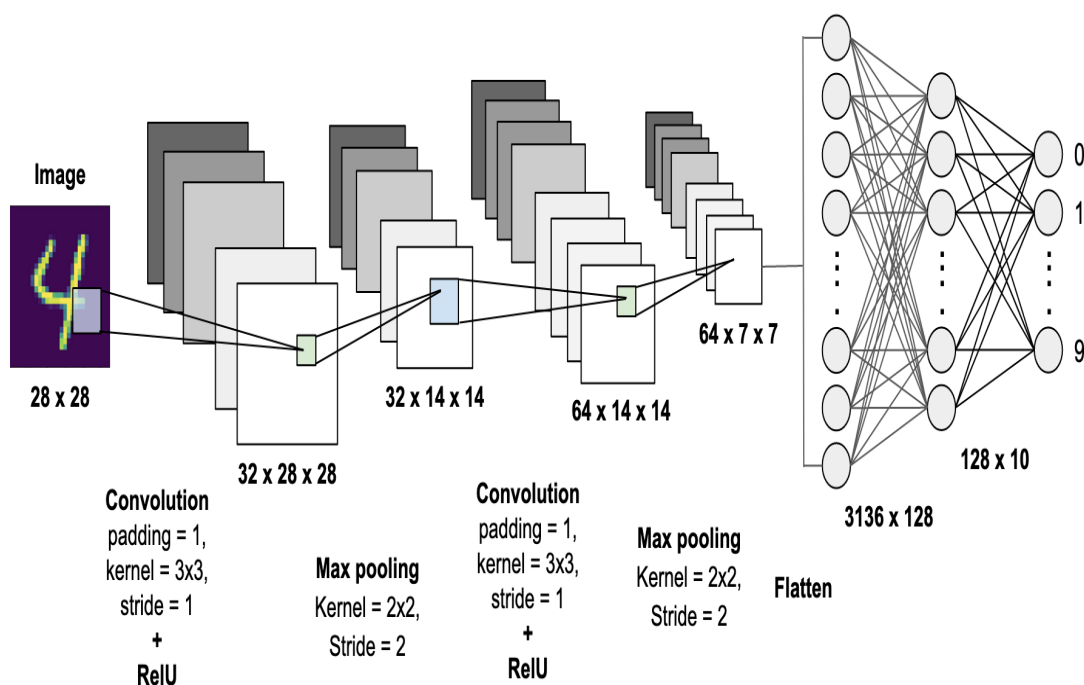 Image
28 x 28
32 x 28 x 28
32 x 14 x 14
64 x 14 x 14
64 x 7 x 7
0
1
9
3136 x 128
128 x 10
Convolution
padding = 1,
kernel = 3x3,
stride = 1
+
RelU
Max pooling
Kernel = 2x2,
Stride = 2
Convolution
padding = 1,
kernel = 3x3,
stride = 1
+
RelU
Max pooling
Kernel = 2x2,
Stride = 2
Flatten